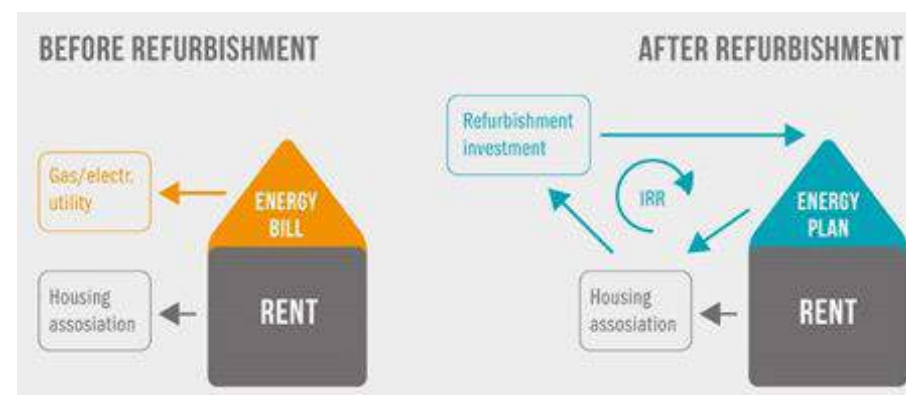 BEFORE REFURBISHMENT
Gas/electr.
utility
ENERGY
BILL
Housing
assosiation
RENT
AFTER REFURBISHMENT
Refurbishment
investment
IRR
ENERGY
PLAN
Housing
assosiation
RENT